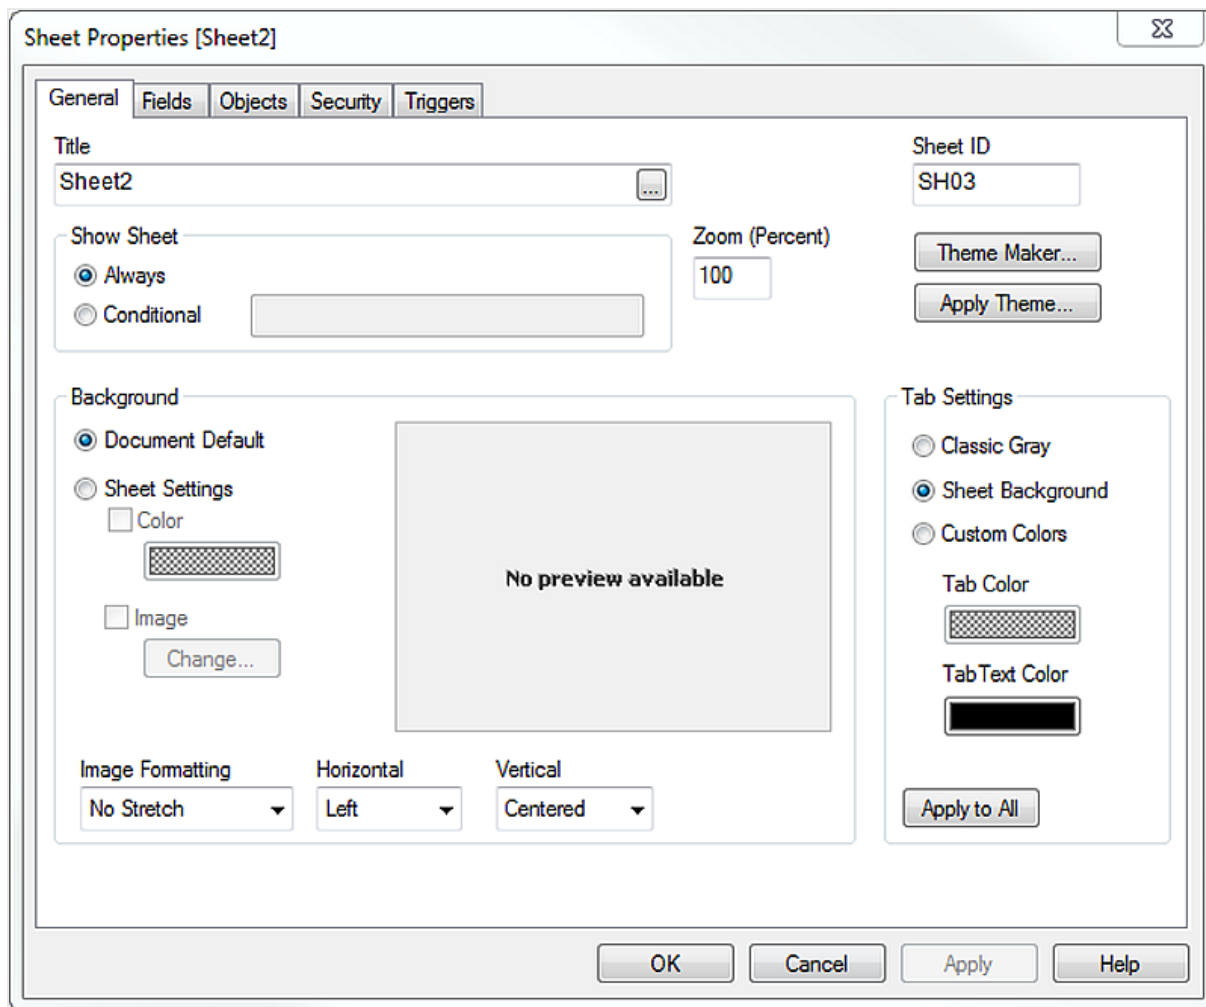 Sheet Properties [Sheet2]
General Fields Objects Security Triggers
Title
Sheet2
...
Sheet ID
SH03
Show Sheet
Always
Conditional
Zoom (Percent)
100
Theme Maker...
Apply Theme...
Background
Document Default
Sheet Settings
Color
Image
Change...
No preview available
Image Formatting
No Stretch
Horizontal
Left
Vertical
Centered
Tab Settings
Classic Gray
Sheet Background
Custom Colors
Tab Color
Tab Text Color
Apply to All
OK Cancel Apply Help